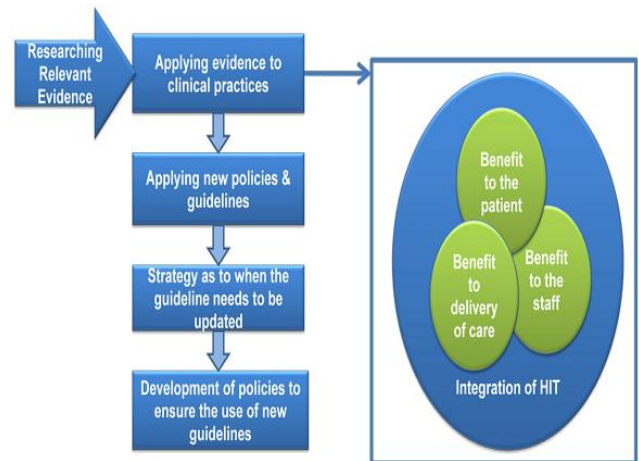 Researching
Relevant
Evidence
Applying evidence to
clinical practices
Applying new policies &
guidelines
Strategy as to when the
guideline needs to be
updated
Development of policies to
ensure the use of new
guidelines
Benefit
to the
patient
Benefit
to
delivery
of care
Benefit
to the
staff
Integration of HIT